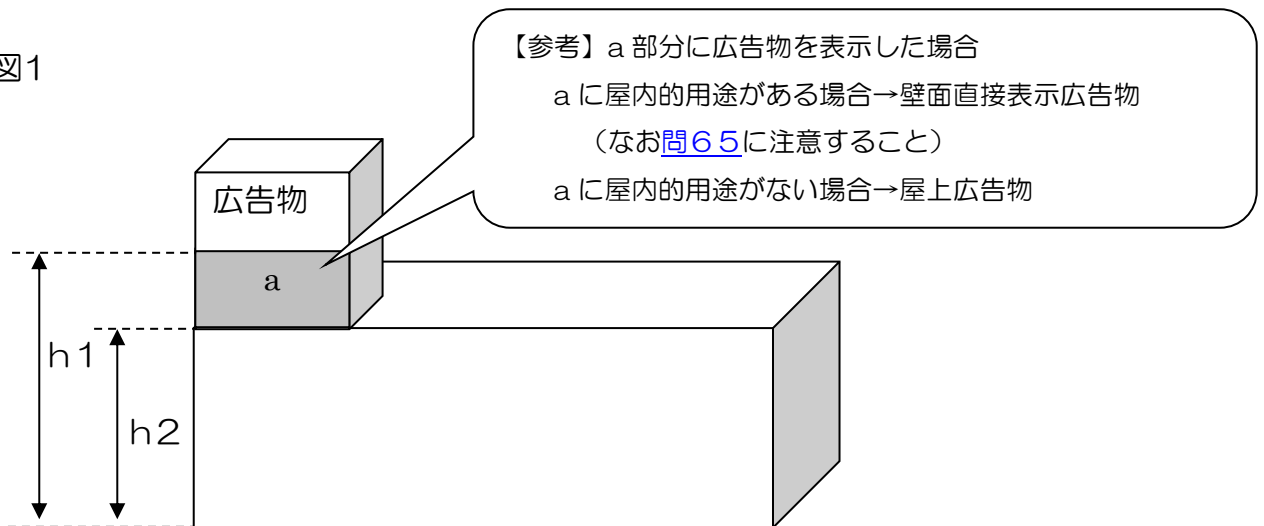 図1
【参考】a部分に広告物を表示した場合
aに屋内的用途がある場合→壁面直接表示広告物
(なお問65に注意すること)
aに屋内的用途がない場合→屋上広告物
広告物
a
h1
h2